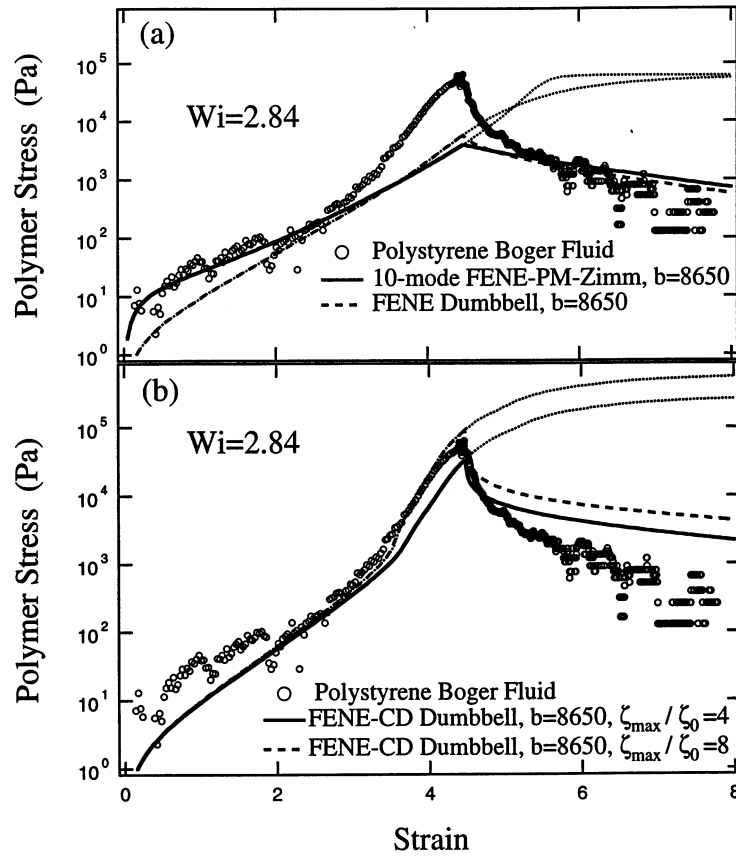 (a)
10⁵
10⁴
10³
10²
10¹
10⁰
Polymer Stress (Pa)
Wi=2.84
Polystyrene Boger Fluid
10-mode FENE-PM-Zimm, b=8650
FENE Dumbbell, b=8650
(b)
10⁵
10⁴
10³
10²
10¹
10⁰
Polymer Stress (Pa)
Wi=2.84
Polystyrene Boger Fluid
FENE-CD Dumbbell, b=8650, ζmax / ζ0=4
FENE-CD Dumbbell, b=8650, ζmax / ζ0=8
0 2 4 6 8
Strain